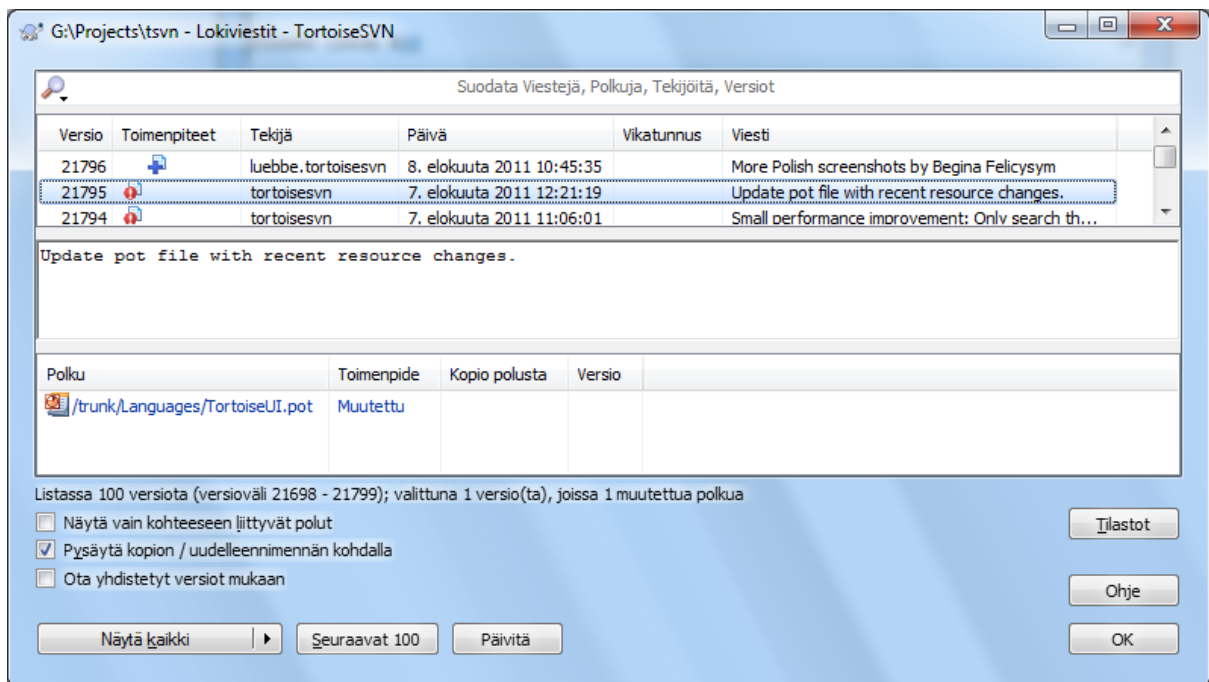 G:\Projects\tsvn - Lokiviestit - TortoiseSVN
Suodata Viestejä, Polkuja, Tekijöitä, Versiot
Versio Toimenpiteet Tekijä Päivä Vikatunnus Viesti
21796 luebbe.tortoisesvn 8. elokuuta 2011 10:45:35 More Polish screenshots by Begina Felicysym
21795 tortoisesvn 7. elokuuta 2011 12:21:19 Update pot file with recent resource changes.
21794 tortoisesvn 7. elokuuta 2011 11:06:01 Small performance improvement: Only search th...
Update pot file with recent resource changes.
Polku Toimenpide Kopio polusta Versio
/trunk/Languages/TortoiseUI.pot Muutettu
Listassa 100 versiota (versioväli 21698 - 21799); valittuna 1 versio(ta), joissa 1 muutettua polkua
Näytä vain kohteeseen liittyvät polut
Tilastot
Pysäytä kopion / uudelleennimennän kohdalla
Ota yhdistetyt versiot mukaan
Ohje
Näytä kaikki Seuraavat 100 Päivitä OK